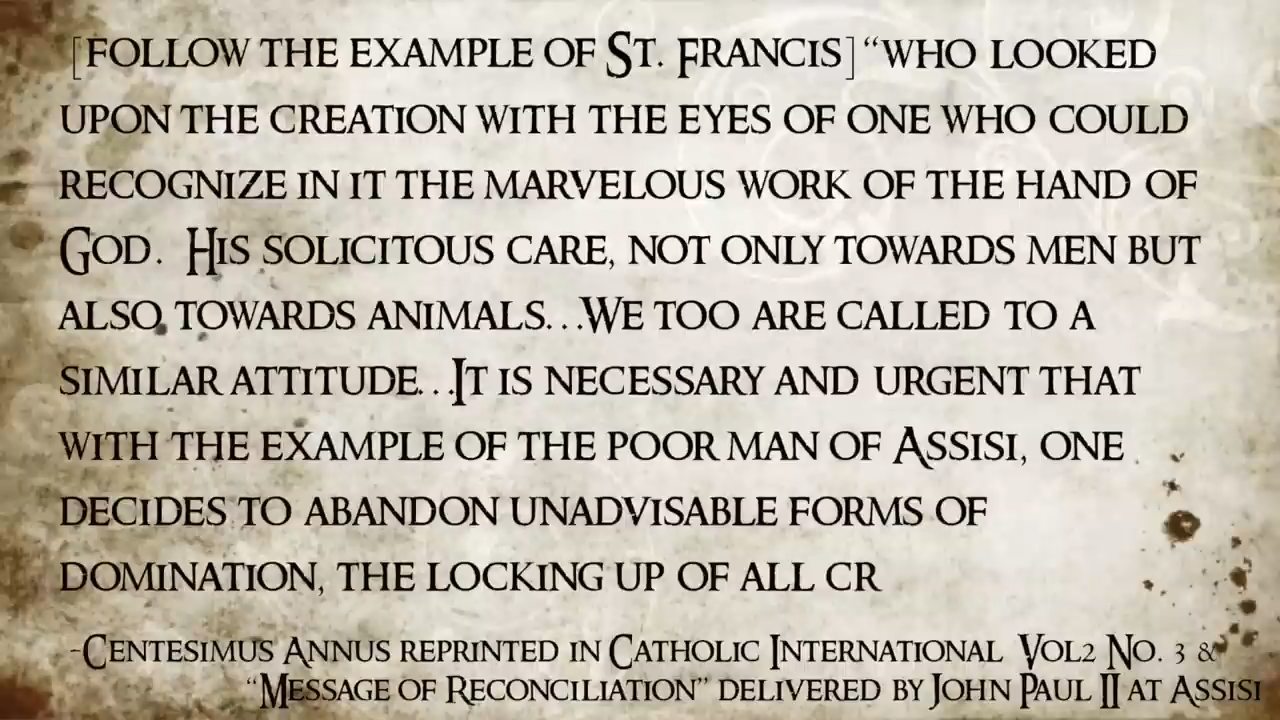 [Follow the example of St. Francis] “who looked
upon the creation with the eyes of one who could
recognize in it the marvelous work of the hand of
God. His solicitous care, not only towards men but
also towards animals...We too are called to a
similar attitude...It is necessary and urgent that
with the example of the poor man of Assisi, one
decides to abandon unadvisable forms of
domination, the locking up of all cr
-Centesimus Annus reprinted in Catholic International Vol2 No. 3 &
“Message of Reconciliation” delivered by John Paul II at Assisi